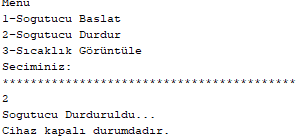 Menu
1-Sogutucu Baslat
2-Sogutucu Durdur
3-Sıcaklık Görüntüle
Seciminiz:
******************************************
2
Sogutucu Durduruldu...
Cihaz kapalı durumdadır.